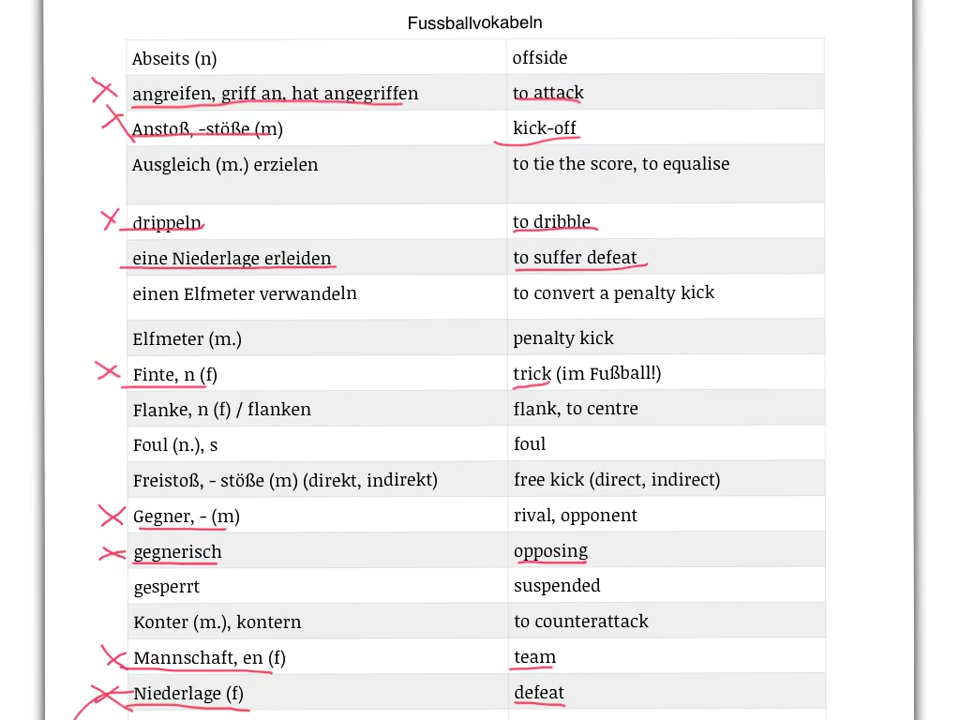 Fussballvokabeln
Abseits (n) offside
angreifen, griff an, hat angegriffen to attack
Anstoß, -stöße (m) kick-off
Ausgleich (m.) erzielen to tie the score, to equalise
drippeln to dribble
eine Niederlage erleiden to suffer defeat
einen Elfmeter verwandeln to convert a penalty kick
Elfmeter (m.) penalty kick
Finte, n (f) trick (im Fußball!)
Flanke, n (f) / flanken flank, to centre
Foul (n.), s foul
Freistoß, - stöße (m) (direkt, indirekt) free kick (direct, indirect)
Gegner, - (m) rival, opponent
gegnerisch opposing
gesperrt suspended
Konter (m.), kontern to counterattack
Mannschaft, en (f) team
Niederlage (f) defeat